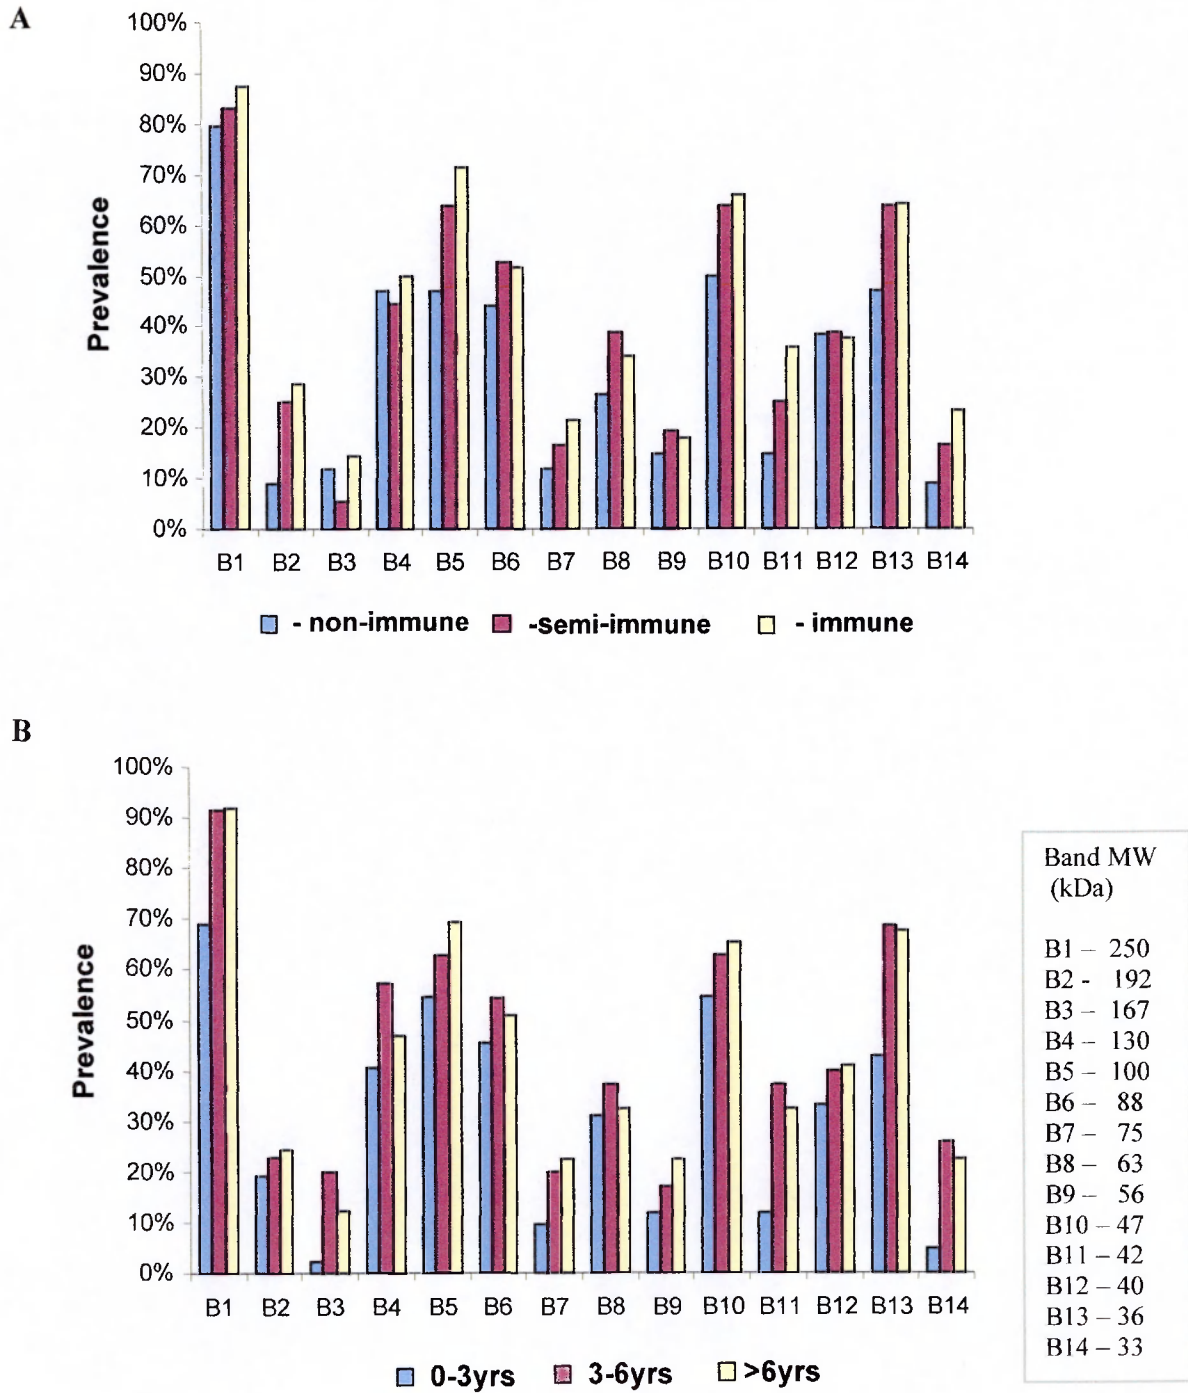 A
100%
90%
80%
70%
60%
50%
40%
30%
20%
10%
0%
Prevalence
B1 B2 B3 B4 B5 B6 B7 B8 B9 B10 B11 B12 B13 B14
- non-immune -semi-immune - immune
B
100%
90%
80%
70%
60%
50%
40%
30%
20%
10%
0%
Prevalence
B1 B2 B3 B4 B5 B6 B7 B8 B9 B10 B11 B12 B13 B14
0-3yrs 3-6yrs >6yrs
Band MW
(kDa)
B1 – 250
B2 - 192
B3 – 167
B4 – 130
B5 – 100
B6 – 88
B7 – 75
B8 – 63
B9 – 56
B10 – 47
B11 – 42
B12 – 40
B13 – 36
B14 – 33